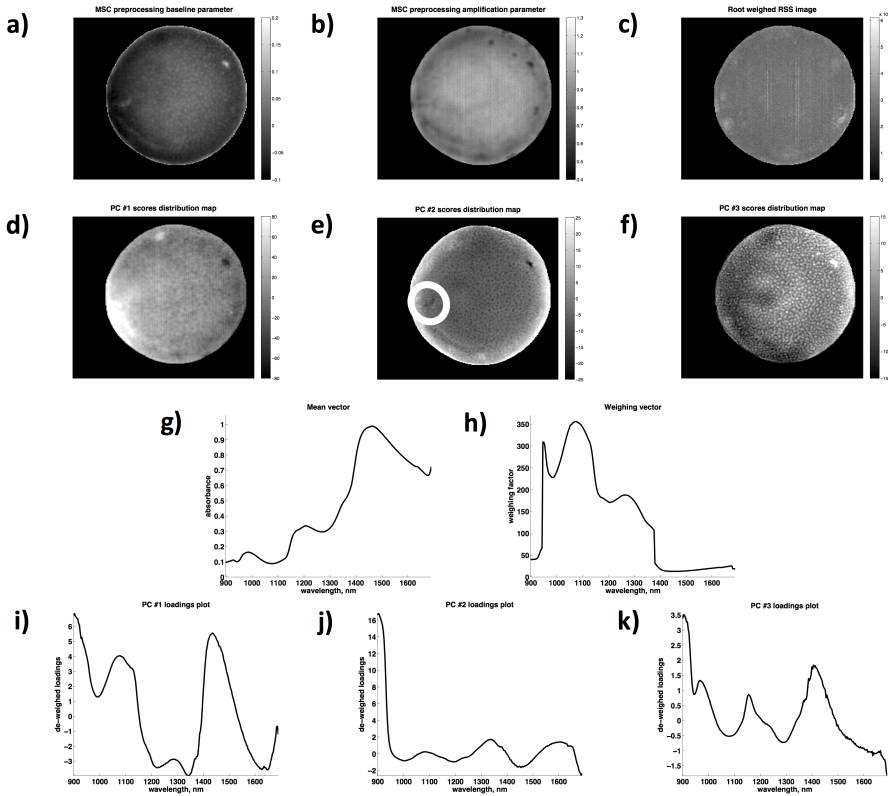 a)
MSC preprocessing baseline parameter
0.2
0.15
0.1
0.05
0
−0.05
−0.1
b)
MSC preprocessing amplification parameter
1.3
1.2
1.1
1
0.9
0.8
0.7
0.6
0.5
0.4
c)
Root weighed RSS image
x 10
6
5
4
3
2
1
0
d)
PC #1 scores distribution map
80
60
40
20
0
−20
−40
−60
−80
e)
PC #2 scores distribution map
25
20
15
10
5
0
−5
−10
−15
−20
−25
f)
PC #3 scores distribution map
15
10
5
0
−5
−10
−15
g)
Mean vector
absorbance
1
0.9
0.8
0.7
0.6
0.5
0.4
0.3
0.2
0.1
0
900 1000 1100 1200 1300 1400 1500 1600
wavelength, nm
h)
Weighing vector
weighing factor
350
300
250
200
150
100
50
0
900 1000 1100 1200 1300 1400 1500 1600
wavelength, nm
i)
PC #1 loadings plot
de−weighed loadings
6
5
4
3
2
1
0
−1
−2
−3
900 1000 1100 1200 1300 1400 1500 1600
wavelength, nm
j)
PC #2 loadings plot
de−weighed loadings
16
14
12
10
8
6
4
2
0
−2
900 1000 1100 1200 1300 1400 1500 1600
wavelength, nm
k)
PC #3 loadings plot
de−weighed loadings
3.5
3
2.5
2
1.5
1
0.5
0
−0.5
−1
−1.5
900 1000 1100 1200 1300 1400 1500 1600
wavelength, nm